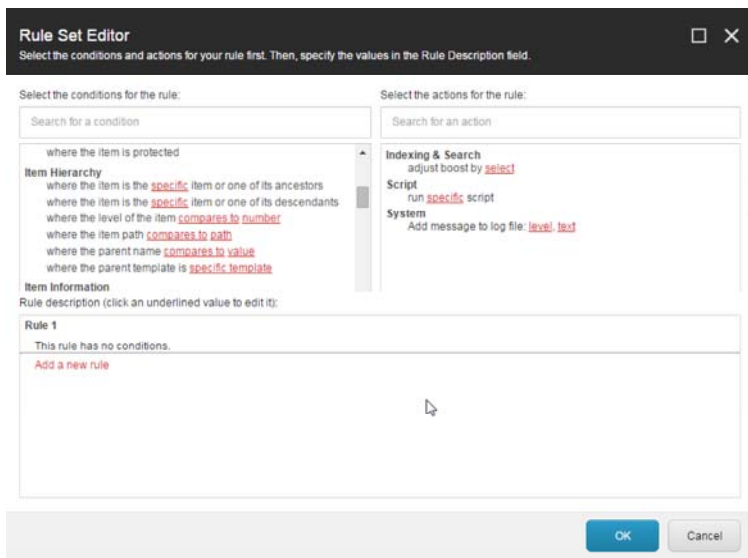 Rule Set Editor
Select the conditions and actions for your rule first. Then, specify the values in the Rule Description field.
Select the conditions for the rule:
Search for a condition
where the item is protected
Item Hierarchy
where the item is the specific item or one of its ancestors
where the item is the specific item or one of its descendants
where the level of the item compares to number
where the item path compares to path
where the parent name compares to value
where the parent template is specific template
Item Information
Select the actions for the rule:
Search for an action
Indexing & Search
adjust boost by select
Script
run specific script
System
Add message to log file: level, text
Rule description (click an underlined value to edit it):
Rule 1
This rule has no conditions.
Add a new rule
OK
Cancel